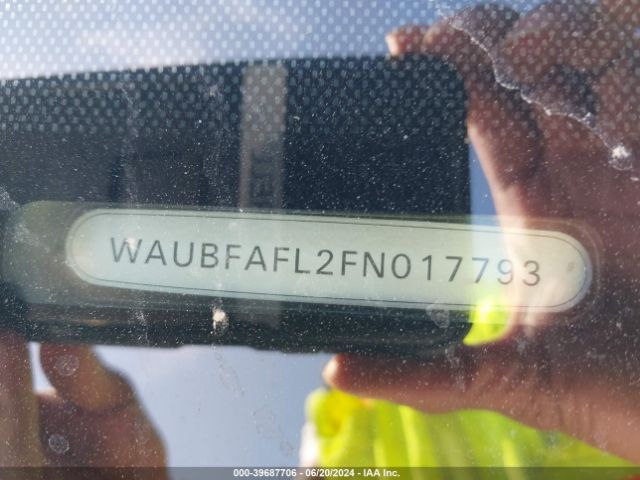 WAUBFAFL2FN017793
000-39687706 - 06/20/2024 - IAA Inc.